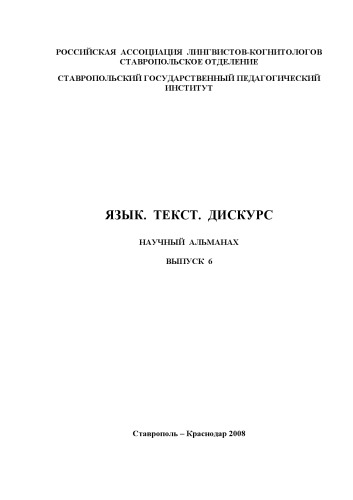 РОССИЙСКАЯ АССОЦИАЦИЯ ЛИНГВИСТОВ-КОГНИТОЛОГОВ
СТАВРОПОЛЬСКОЕ ОТДЕЛЕНИЕ
СТАВРОПОЛЬСКИЙ ГОСУДАРСТВЕННЫЙ ПЕДАГОГИЧЕСКИЙ
ИНСТИТУТ
ЯЗЫК. ТЕКСТ. ДИСКУРС
НАУЧНЫЙ АЛЬМАНАХ
ВЫПУСК 6
Ставрополь – Краснодар 2008